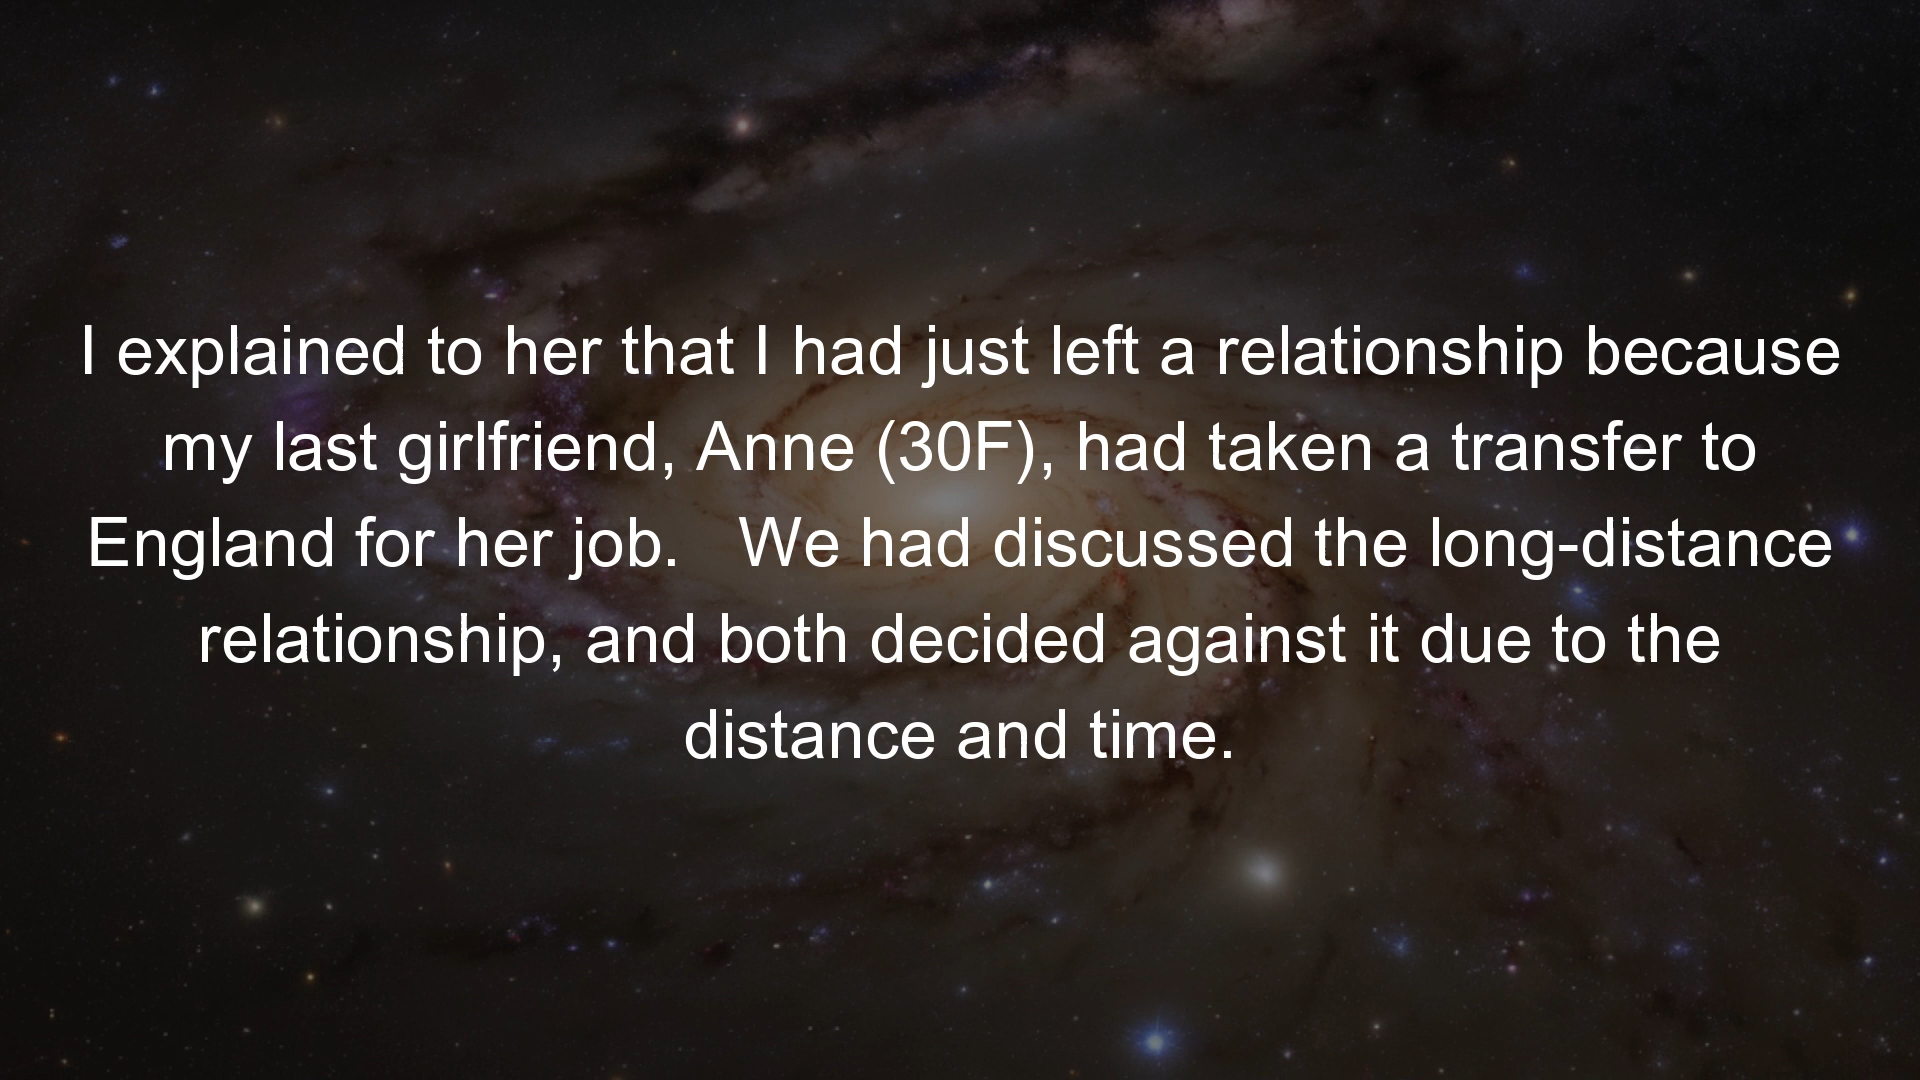 I explained to her that I had just left a relationship because
my last girlfriend, Anne (30F), had taken a transfer to
England for her job.   We had discussed the long-distance
relationship, and both decided against it due to the
distance and time.